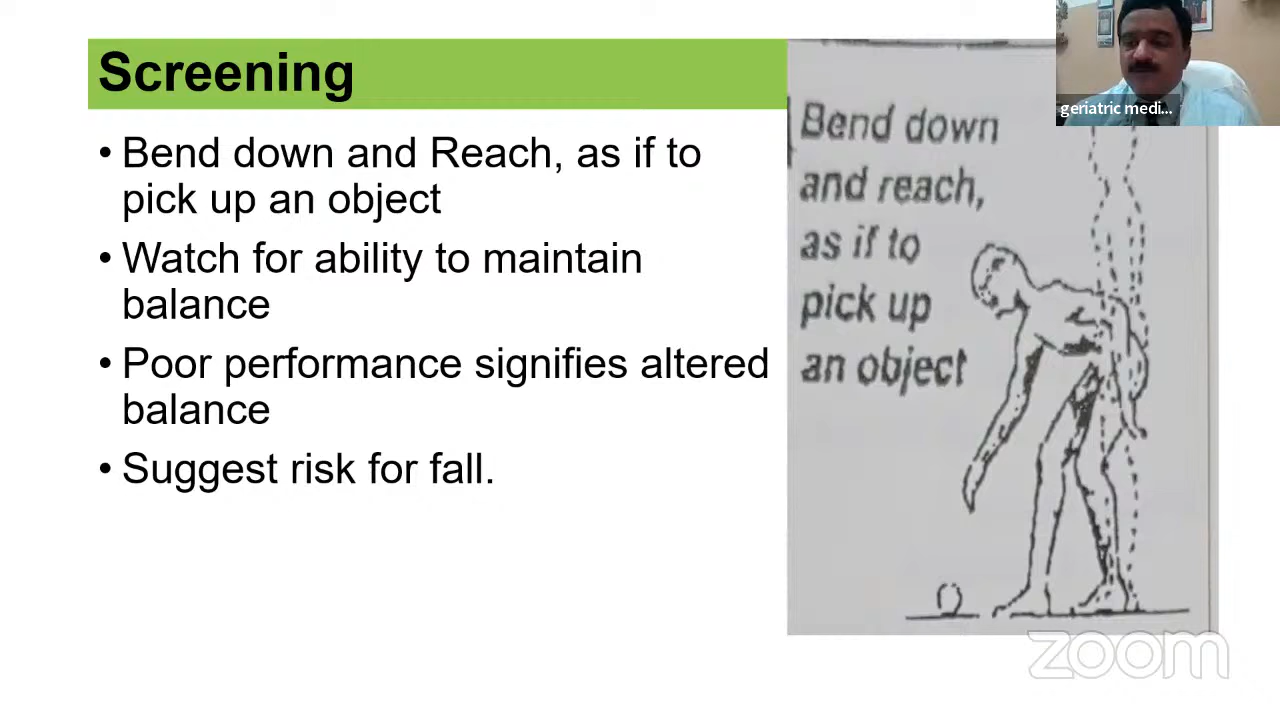 Screening
• Bend down and Reach, as if to
pick up an object
• Watch for ability to maintain
balance
• Poor performance signifies altered
balance
• Suggest risk for fall.
Bend down
and reach,
as if to
pick up
an object
geriatric medi...
zoom